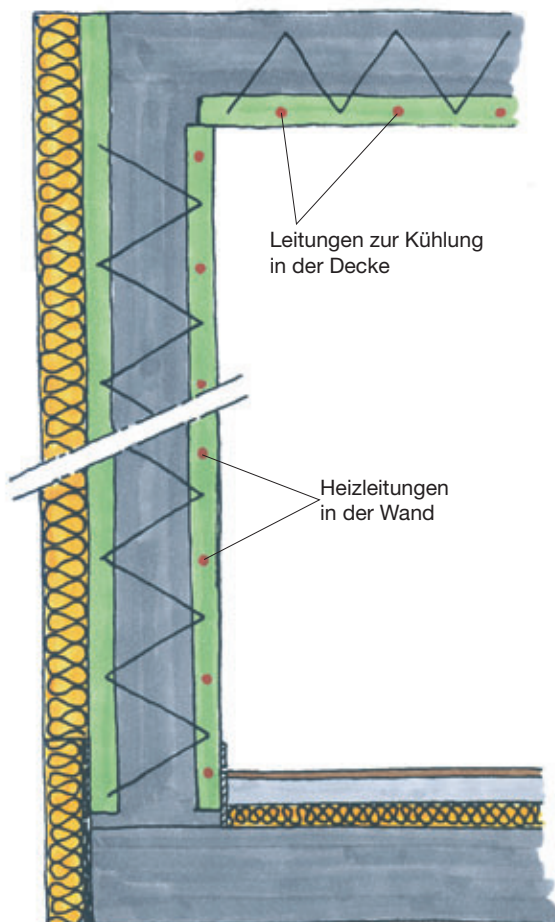 Leitungen zur Kühlung
in der Decke
Heizleitungen
in der Wand